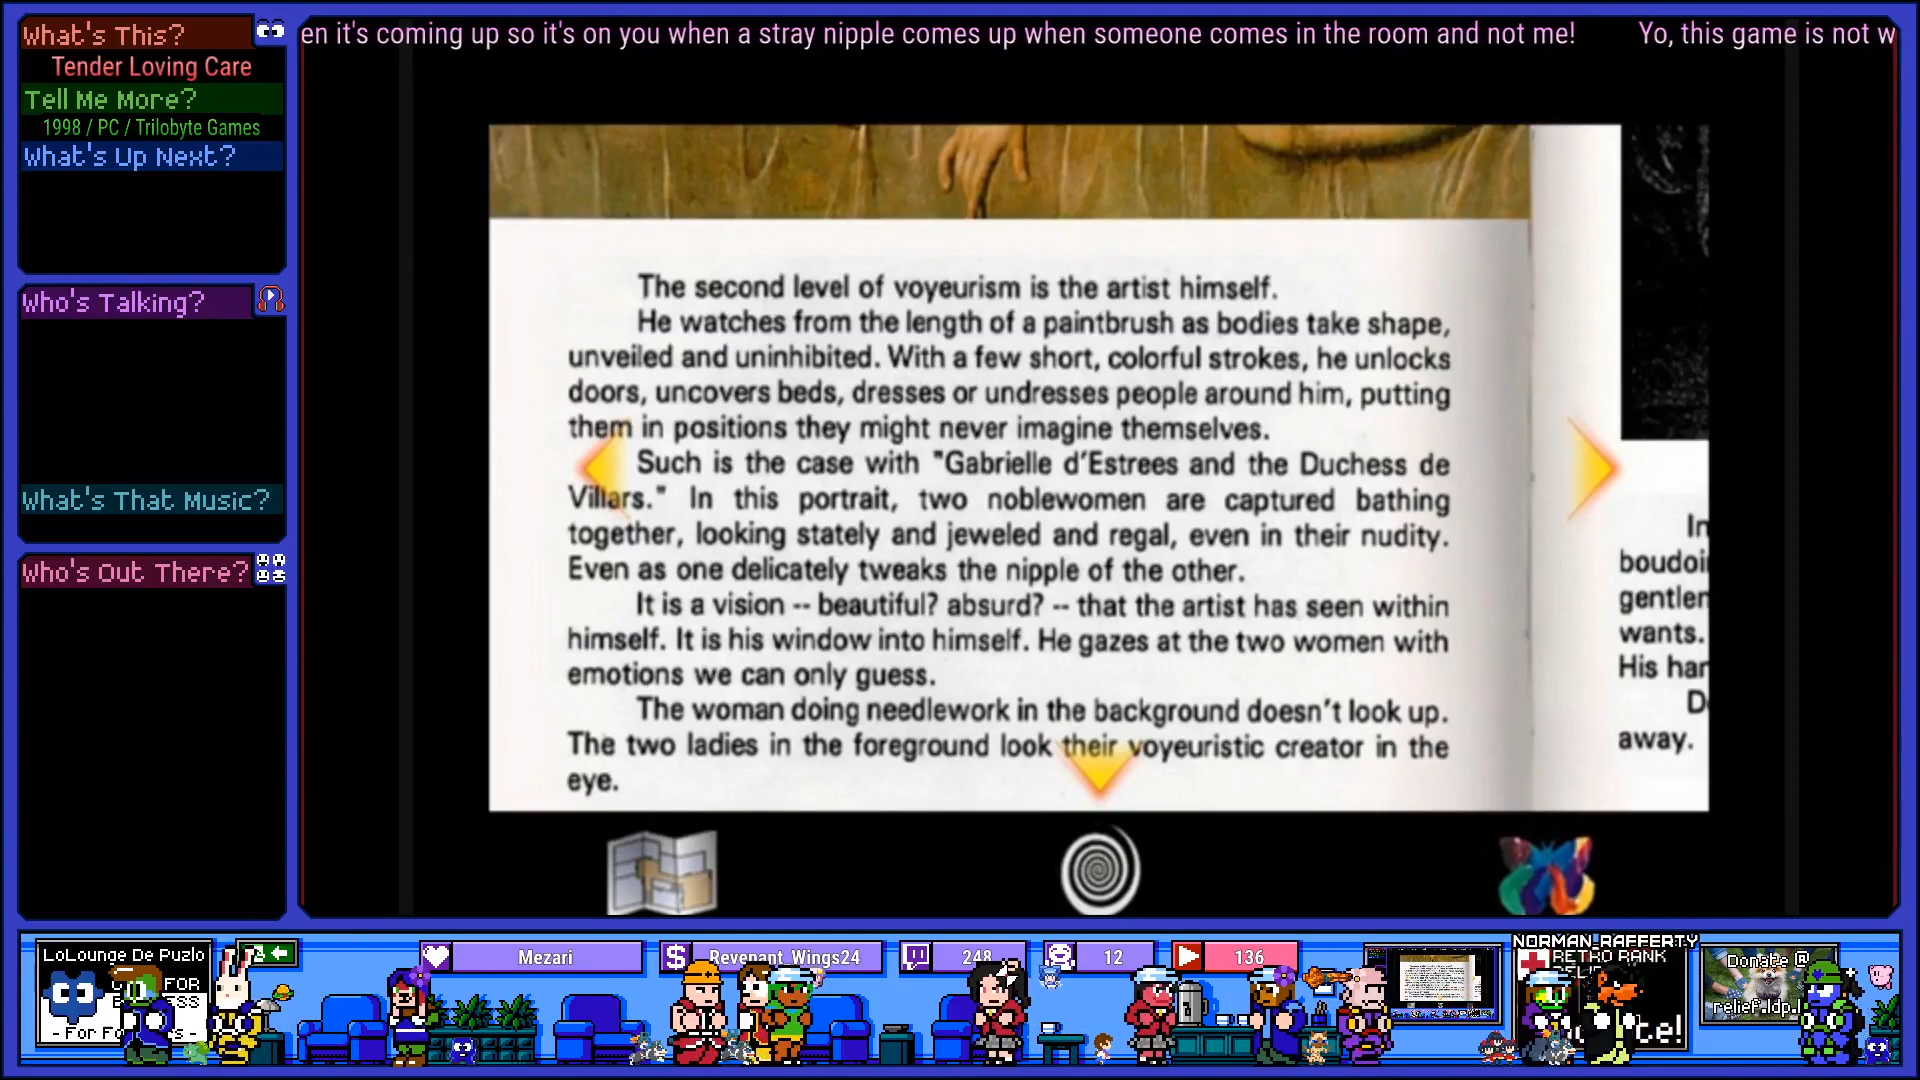 What's This?
Tender Loving Care
Tell Me More?
1998 / PC / Trilobyte Games
What's Up Next?
Who's Talking?
What's That Music?
Who's Out There?
en it's coming up so it's on you when a stray nipple comes up when someone comes in the room and not me! Yo, this game is not w
The second level of voyeurism is the artist himself.
He watches from the length of a paintbrush as bodies take shape,
unveiled and uninhibited. With a few short, colorful strokes, he unlocks
doors, uncovers beds, dresses or undresses people around him, putting
them in positions they might never imagine themselves.
Such is the case with "Gabrielle d'Estrees and the Duchess de
Villars." In this portrait, two noblewomen are captured bathing
together, looking stately and jeweled and regal, even in their nudity.
Even as one delicately tweaks the nipple of the other.
It is a vision -- beautiful? absurd? -- that the artist has seen within
himself. It is his window into himself. He gazes at the two women with
emotions we can only guess.
The woman doing needlework in the background doesn't look up.
The two ladies in the foreground look their voyeuristic creator in the
eye.
In
boudoi
gentlen
wants.
His har
D
away.
LoLounge De Puzlo
FOR
- For Fo
Mezari
Revenant_Wings24
248
12
136
NORMAN_RAFFERTY
RETRO RANK
Donate @
relief.ldp.